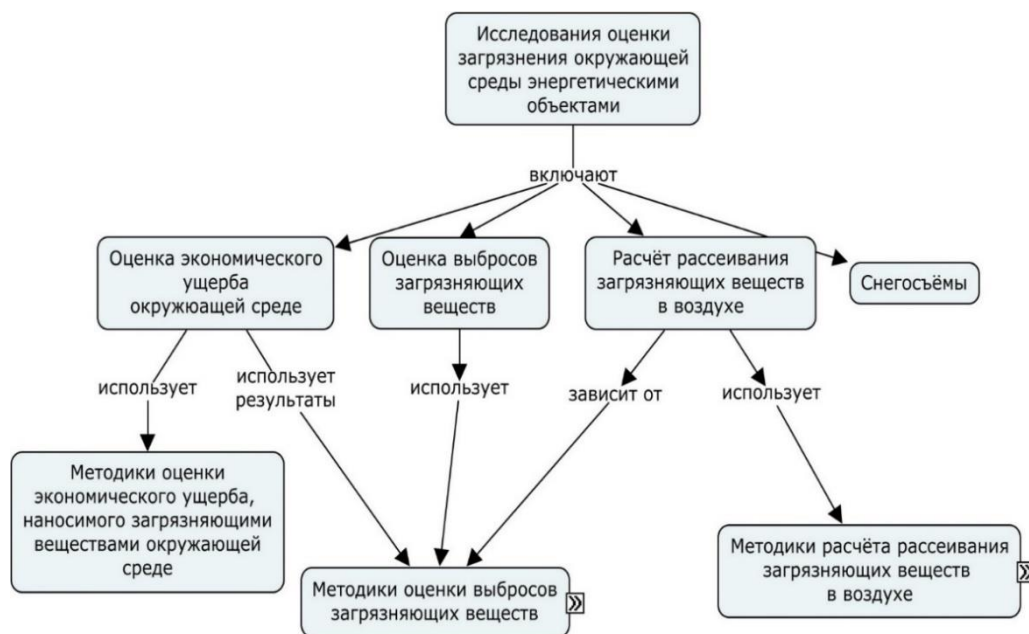 Исследования оценки
загрязнения окружающей
среды энергетическими
объектами
включают
Оценка экономического
ущерба
окружющаей среде
Оценка выбросов
загрязняющих
веществ
Расчёт рассеивания
загрязняющих веществ
в воздухе
Снегосъёмы
использует
использует
результаты
использует
зависит от
использует
Методики оценки
экономического ущерба,
наносимого загрязняющими
веществами окружающей
среде
Методики оценки выбросов
загрязняющих веществ
Методики расчёта рассеивания
загрязняющих веществ
в воздухе